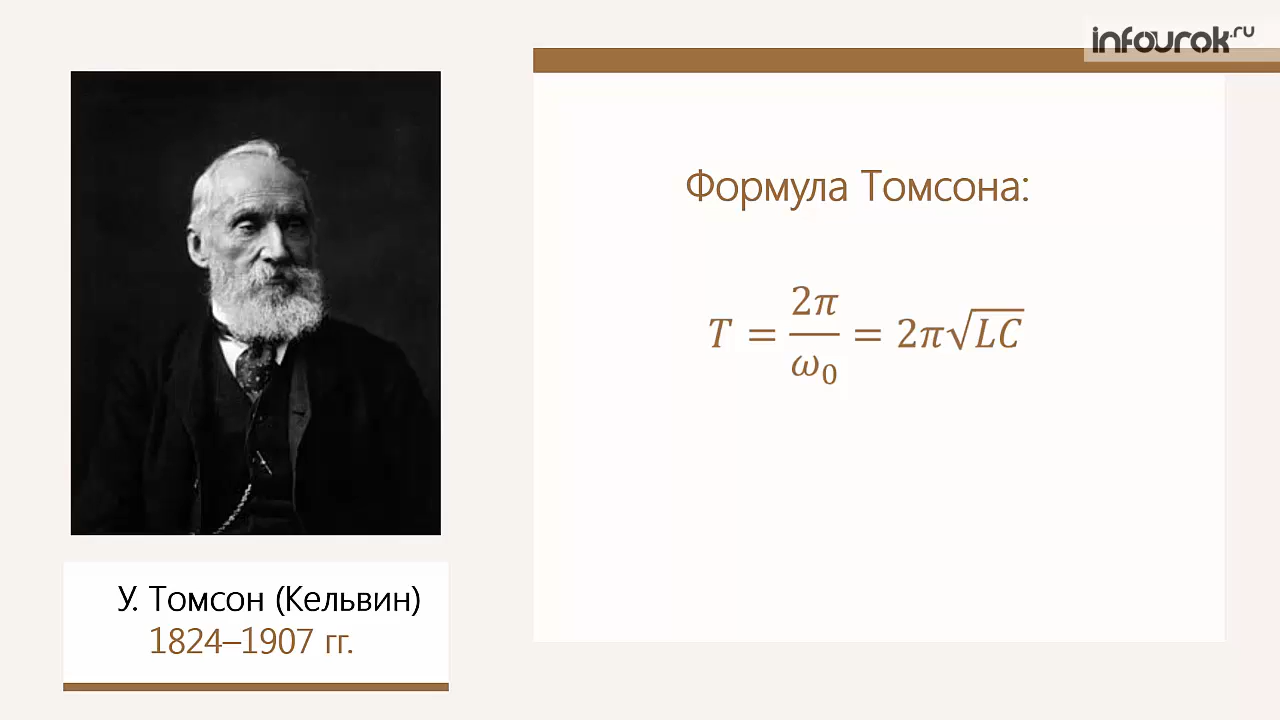 infourok.ru
Формула Томсона:
T = 2π/ω₀ = 2π√LC
У. Томсон (Кельвин)
1824–1907 гг.